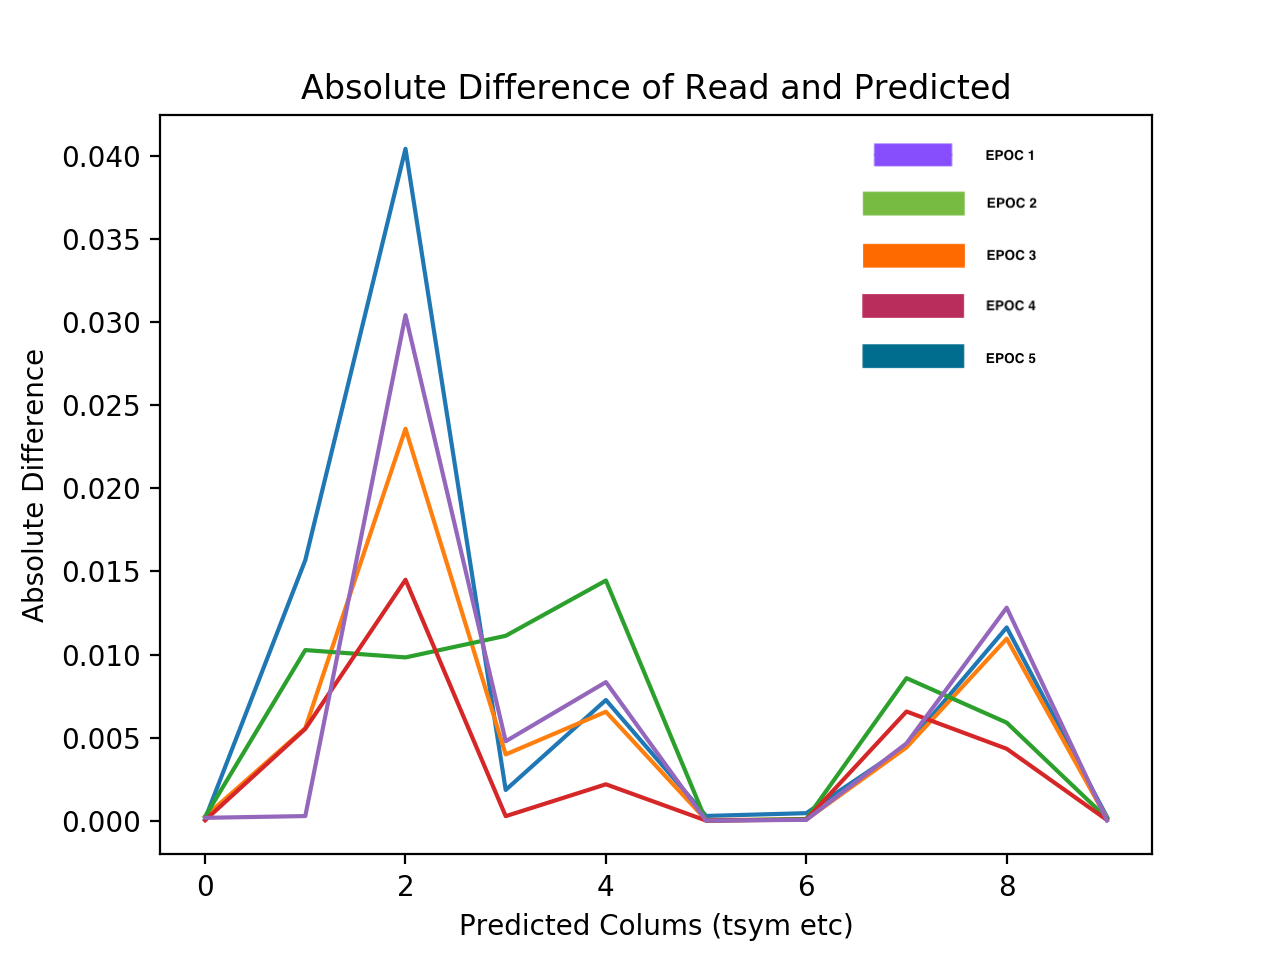 Absolute Difference of Read and Predicted
0.040
0.035
0.030
0.025
0.020
0.015
0.010
0.005
0.000
Absolute Difference
EPOC 1
EPOC 2
EPOC 3
EPOC 4
EPOC 5
0 2 4 6 8
Predicted Colums (tsym etc)